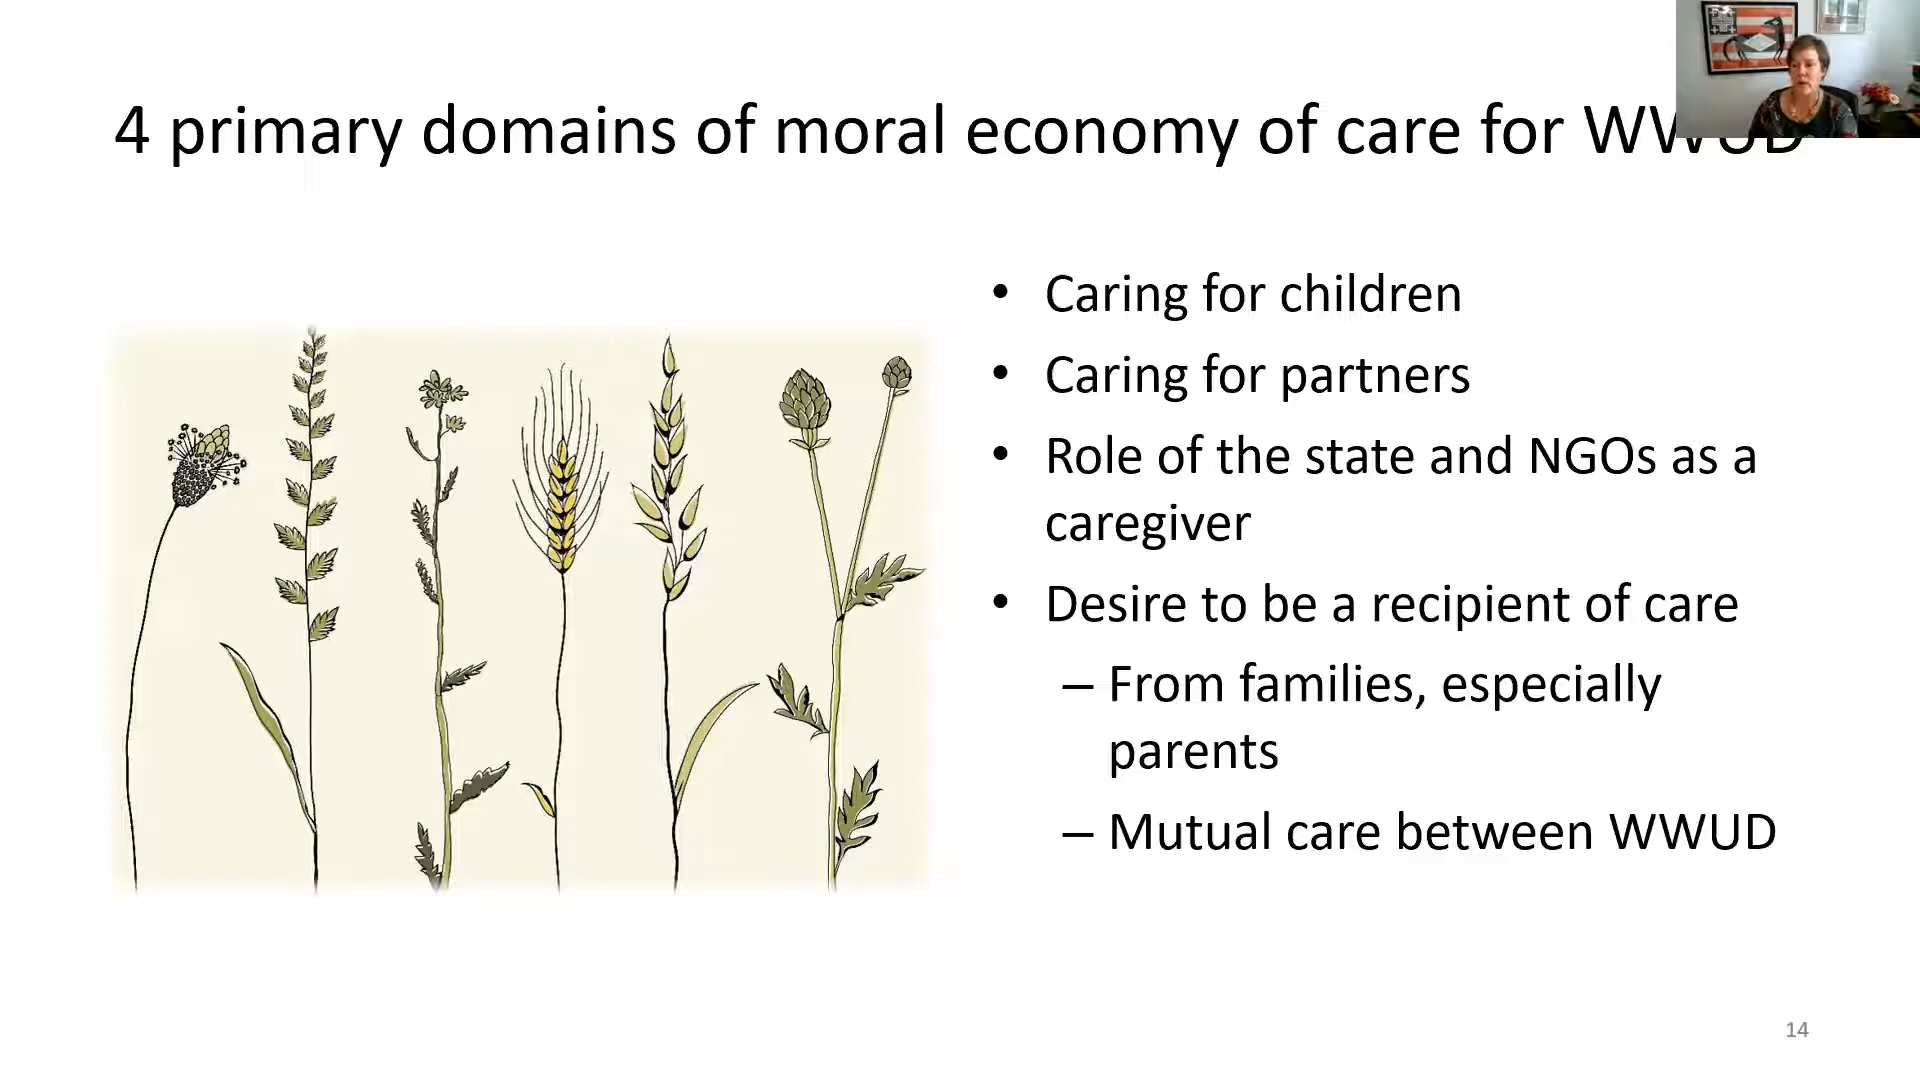 4 primary domains of moral economy of care for WWUD
• Caring for children
• Caring for partners
• Role of the state and NGOs as a
caregiver
• Desire to be a recipient of care
– From families, especially
parents
– Mutual care between WWUD
14